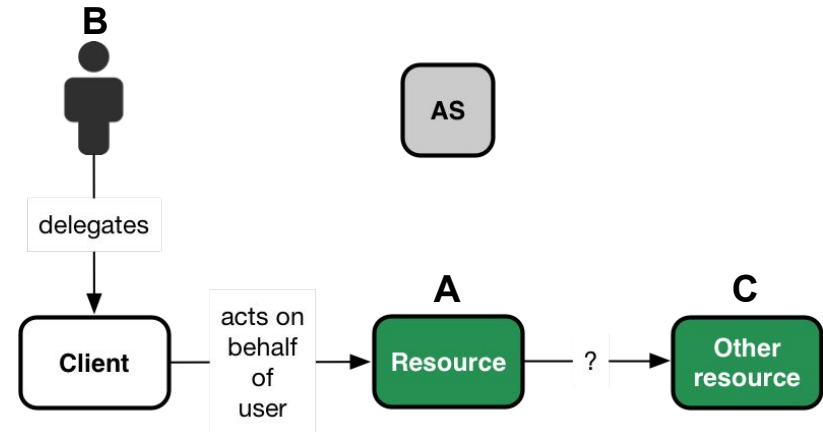 B
AS
delegates
A
C
Client
acts on
behalf
of
user
Resource
?
Other
resource